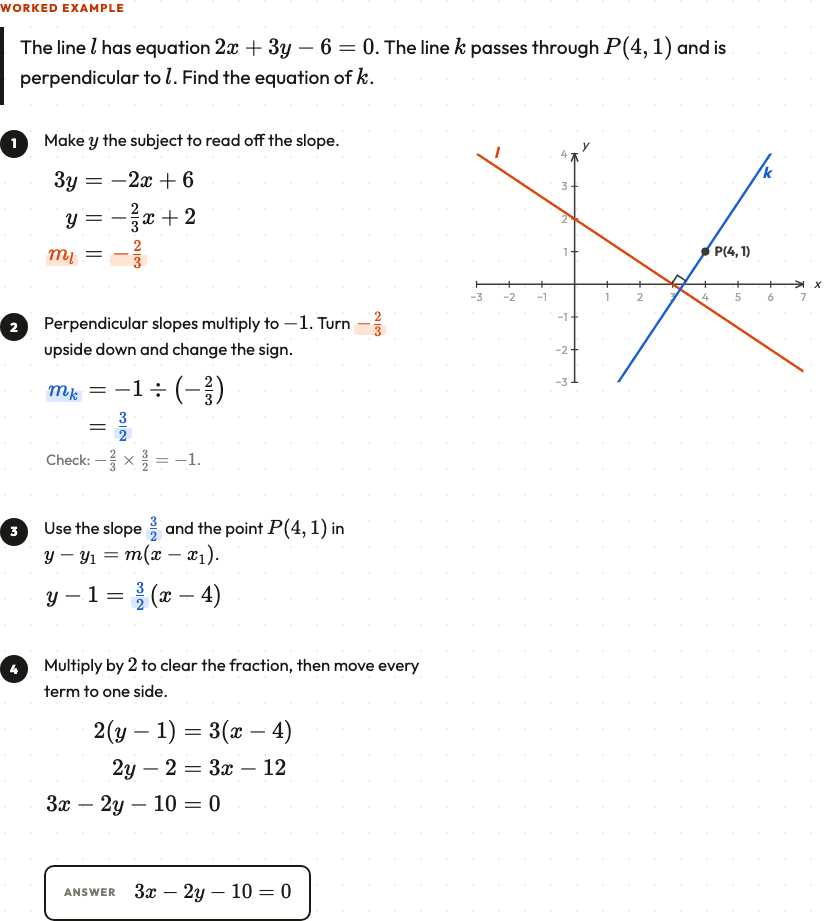 WORKED EXAMPLE
The line l has equation 2x + 3y − 6 = 0. The line k passes through P(4, 1) and is
perpendicular to l. Find the equation of k.
1 Make y the subject to read off the slope.
3y = −2x + 6
y = −2/3x + 2
m_l = −2/3
2 Perpendicular slopes multiply to −1. Turn −2/3
upside down and change the sign.
m_k = −1 ÷ (−2/3)
= 3/2
Check: −2/3 × 3/2 = −1.
3 Use the slope 3/2 and the point P(4, 1) in
y − y₁ = m(x − x₁).
y − 1 = 3/2(x − 4)
4 Multiply by 2 to clear the fraction, then move every
term to one side.
2(y − 1) = 3(x − 4)
2y − 2 = 3x − 12
3x − 2y − 10 = 0
ANSWER 3x − 2y − 10 = 0
y
4
l
k
3
2
1
P(4, 1)
x
−3 −2 −1 1 2 3 4 5 6 7
−1
−2
−3